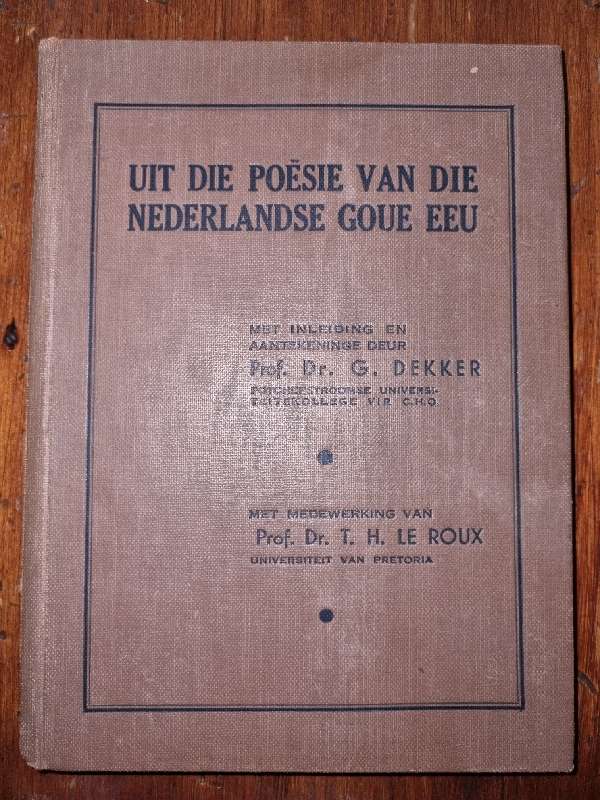 UIT DIE POËSIE VAN DIE
NEDERLANDSE GOUE EEU
MET INLEIDING EN
AANTEKENINGE DEUR
Prof. Dr. G. DEKKER
POTCHEFSTROOMSE UNIVERSI-
TEITSKOLLEGE VIR C.H.O.
MET MEDEWERKING VAN
Prof. Dr. T. H. LE ROUX
UNIVERSITEIT VAN PRETORIA